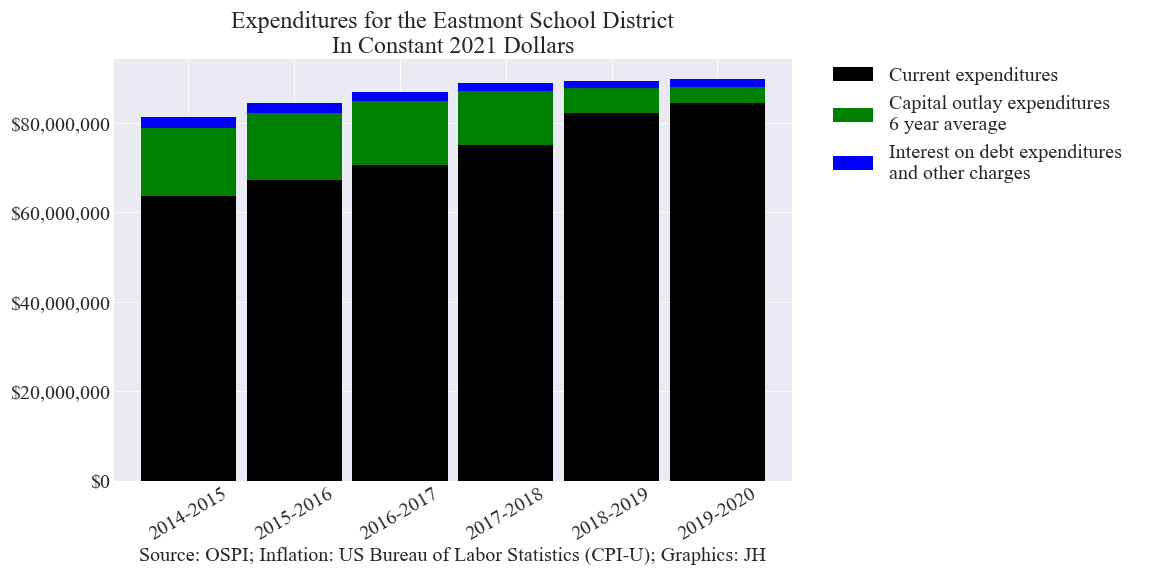 Expenditures for the Eastmont School District
In Constant 2021 Dollars
Current expenditures
Capital outlay expenditures
6 year average
Interest on debt expenditures
and other charges
$80,000,000
$60,000,000
$40,000,000
$20,000,000
$0
2014-2015
2015-2016
2016-2017
2017-2018
2018-2019
2019-2020
Source: OSPI; Inflation: US Bureau of Labor Statistics (CPI-U); Graphics: JH